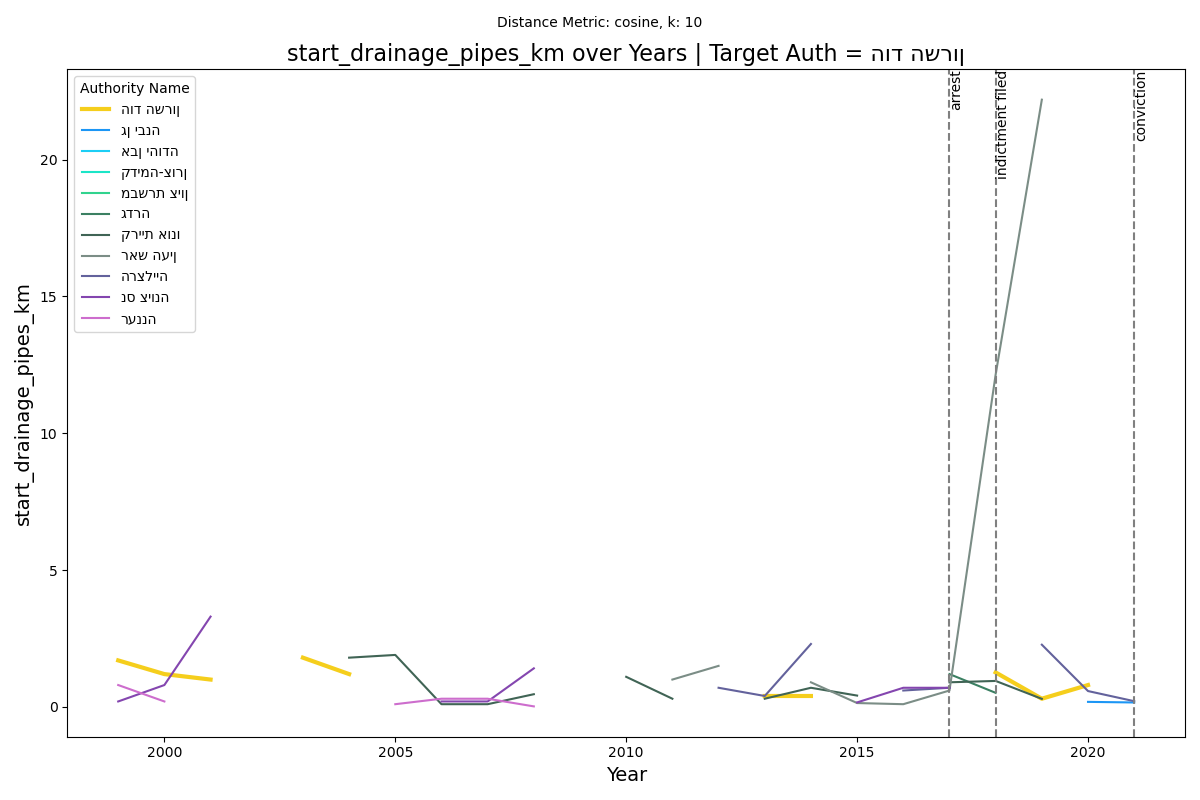 Distance Metric: cosine, k: 10
start_drainage_pipes_km over Years | Target Auth = הוד השרון
Authority Name
הוד השרון
גן יבנה
אבן יהודה
קדימה-צורן
מבשרת ציון
גדרה
קריית אונו
ראש העין
הרצלייה
נס ציונה
רעננה
arrest
indictment filed
conviction
start_drainage_pipes_km
20
15
10
5
0
2000
2005
2010
2015
2020
Year